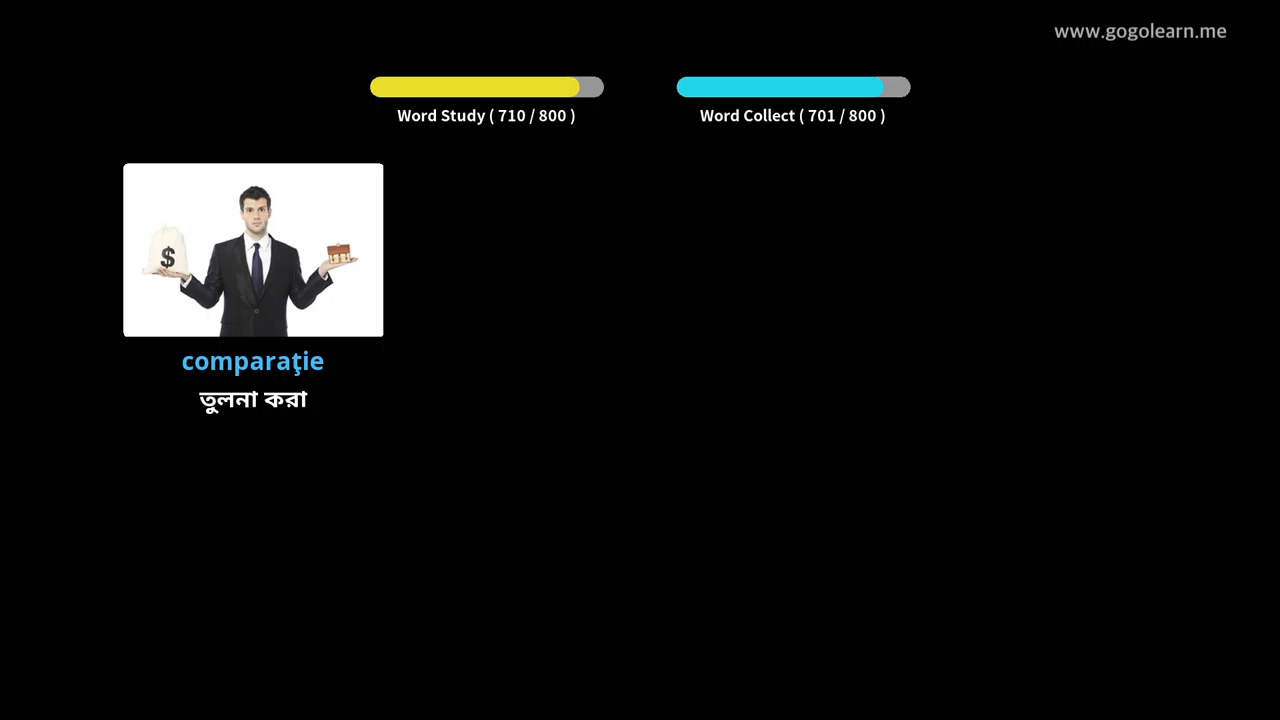 www.gogolearn.me
Word Study ( 710 / 800 )
Word Collect ( 701 / 800 )
$
comparaţie
তুলনা করা